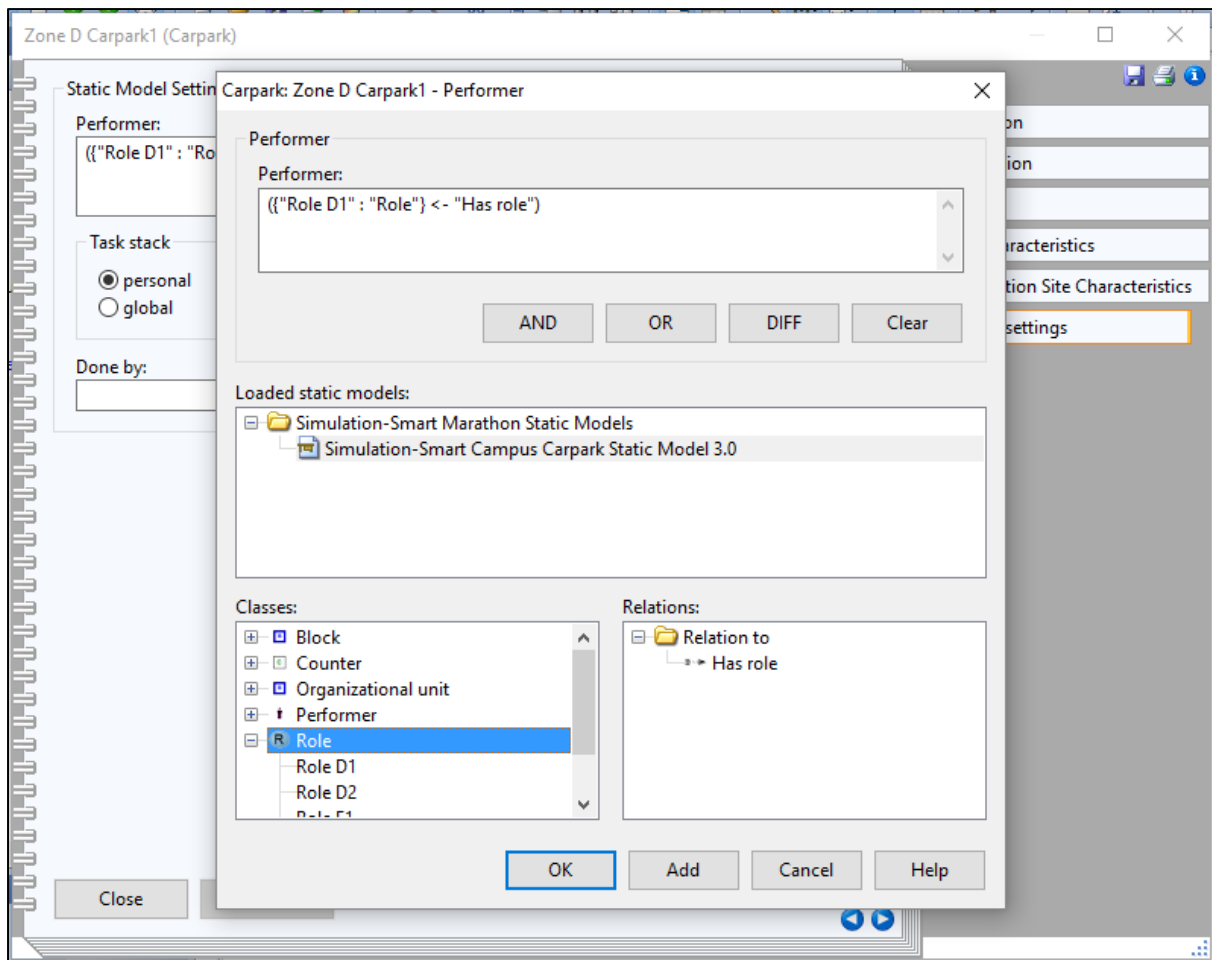 Zone D Carpark1 (Carpark)
Static Model Settin
Performer:
({"Role D1" : "Ro
Task stack
personal
global
Done by:
Close
Carpark: Zone D Carpark1 - Performer
Performer
Performer:
({"Role D1" : "Role"} <- "Has role")
AND OR DIFF Clear
Loaded static models:
Simulation-Smart Marathon Static Models
Simulation-Smart Campus Carpark Static Model 3.0
Classes:
Block
Counter
Organizational unit
Performer
R Role
Role D1
Role D2
Relations:
Relation to
Has role
OK Add Cancel Help
on
ion
aracteristics
tion Site Characteristics
settings